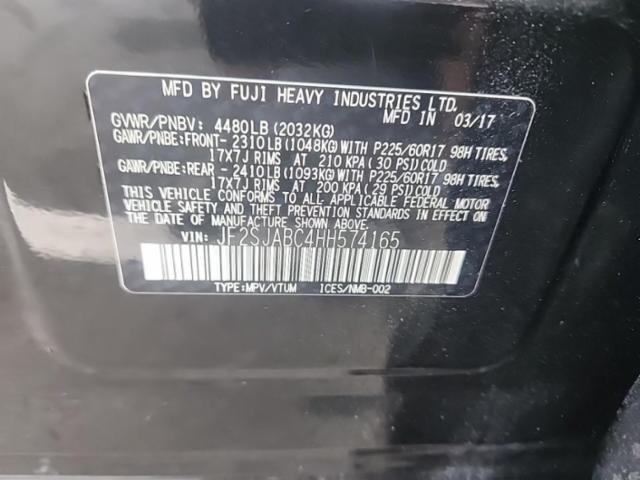 MFD BY FUJI HEAVY INDUSTRIES LTD.
MFD IN 03/17
GVWR/PNBV: 4480LB (2032KG)
GAWR/PNBE:FRONT- 2310LB (1048KG) WITH P225/60R17 98H TIRES,
17X7J RIMS AT 210 KPA (30 PSI) COLD
GAWR/PNBE:REAR - 2410LB (1093KG) WITH P225/60R17 98H TIRES,
17X7J RIMS AT 200 KPA (29 PSI) COLD
THIS VEHICLE CONFORMS TO ALL APPLICABLE FEDERAL MOTOR
VEHICLE SAFETY AND THEFT PREVENTION STANDARDS IN EFFECT
ON THE DATE OF MANUFACTURE SHOWN ABOVE.
VIN: JF2SJABC4HH574165
TYPE:MPV/VTUM ICES/NMB-002